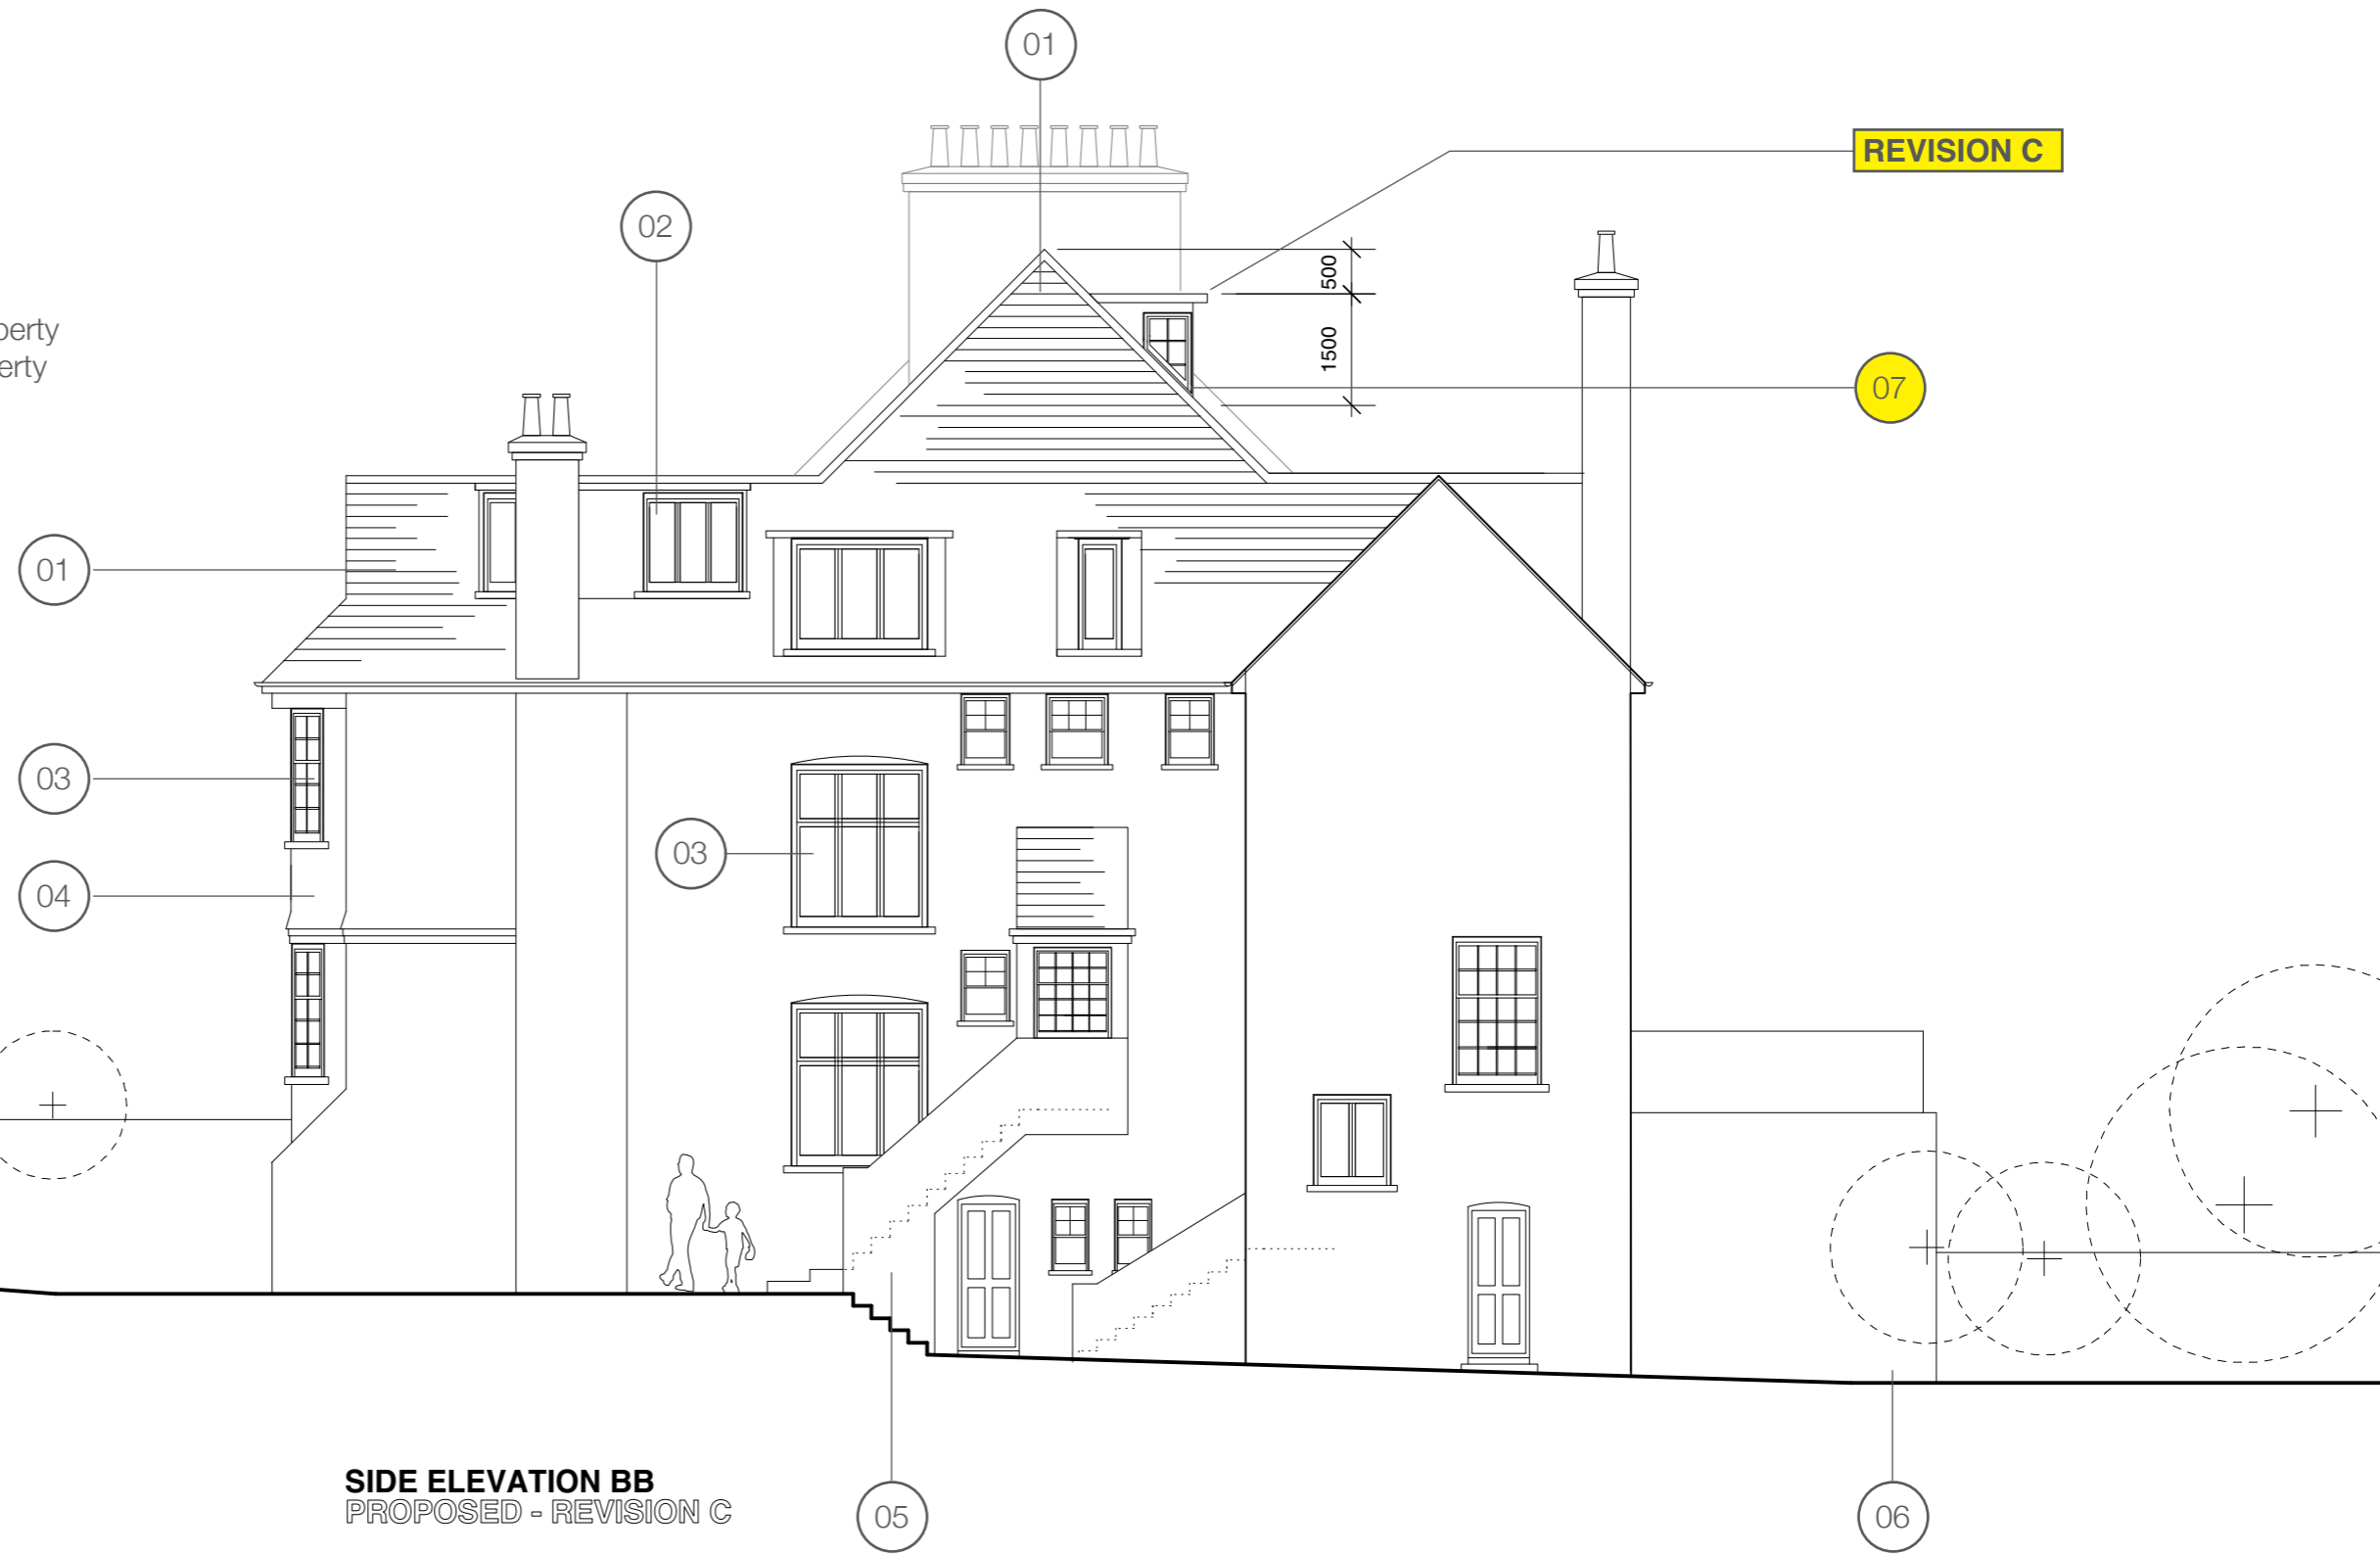 01
REVISION C
02
500
perty
erty
1500
07
01
03
03
04
SIDE ELEVATION BB
PROPOSED - REVISION C
05
06